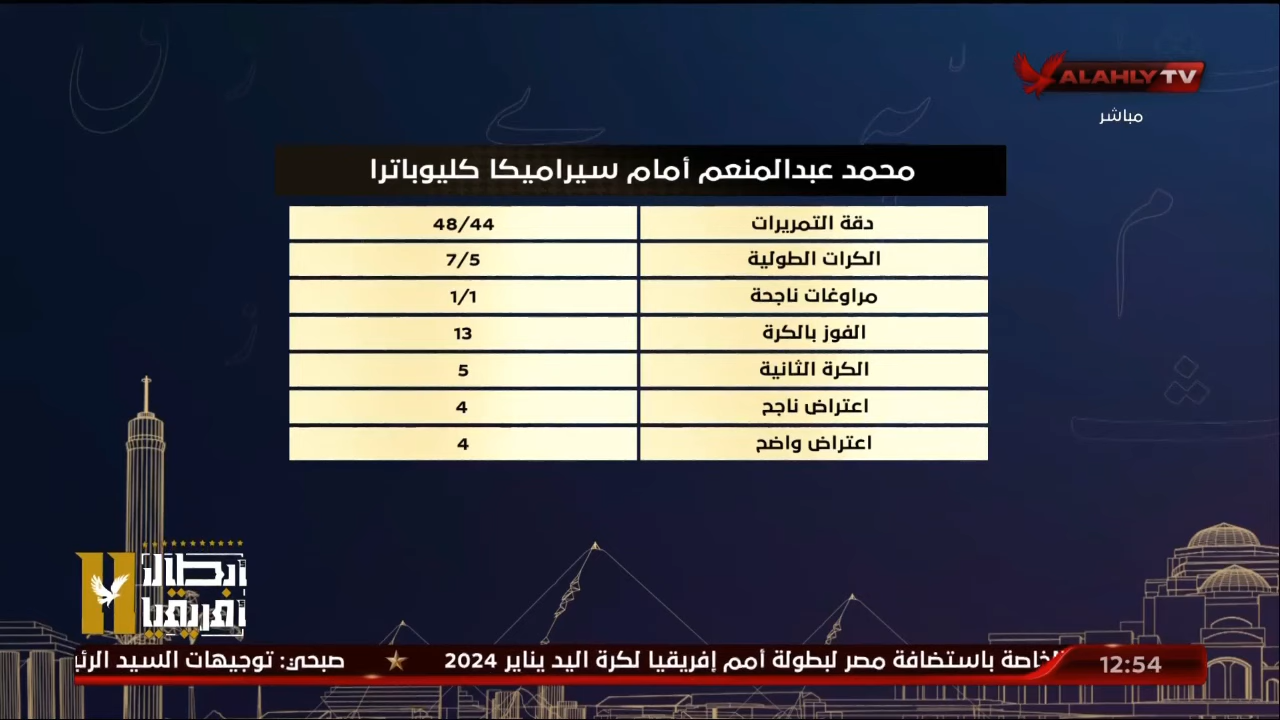 ALAHLY TV
مباشر
محمد عبدالمنعم أمام سيراميكا كليوباترا
دقة التمريرات 48/44
الكرات الطولية 7/5
مراوغات ناجحة 1/1
الفوز بالكرة 13
الكرة الثانية 5
اعتراض ناجح 4
اعتراض واضح 4
أبطال
أفريقيا
11
12:54
الخاصة باستضافة مصر لبطولة أمم إفريقيا لكرة اليد يناير 2024 ★ صبحي: توجيهات السيد